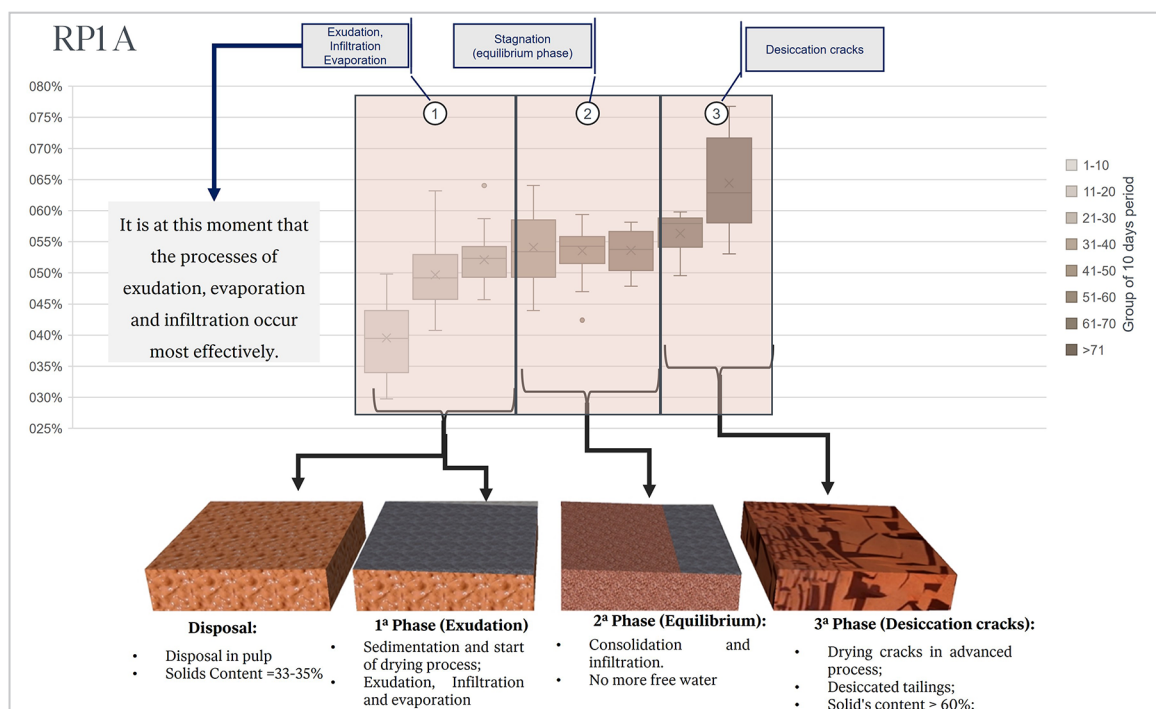 RP1 A
Exudation,
Infiltration
Evaporation
Stagnation
(equilibrium phase)
Desiccation cracks
080%
075%
070%
065%
060%
055%
050%
045%
040%
035%
030%
025%
1
2
3
It is at this moment that
the processes of
exudation, evaporation
and infiltration occur
most effectively.
1-10
11-20
21-30
31-40
41-50
51-60
61-70
>71
Group of 10 days period
Disposal:
• Disposal in pulp
• Solids Content =33-35%
1ª Phase (Exudation)
• Sedimentation and start
of drying process;
• Exudation, Infiltration
and evaporation
2ª Phase (Equilibrium):
• Consolidation and
infiltration.
• No more free water
3ª Phase (Desiccation cracks):
• Drying cracks in advanced
process;
• Desiccated tailings;
• Solid's content ≥ 60%;